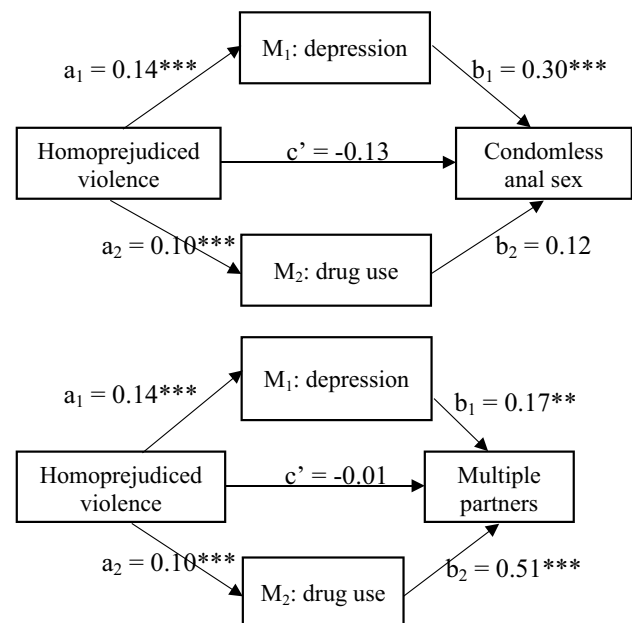 M₁: depression
a₁ = 0.14***
b₁ = 0.30***
Homoprejudiced
violence
c’ = -0.13
Condomless
anal sex
a₂ = 0.10***
M₂: drug use
b₂ = 0.12
M₁: depression
a₁ = 0.14***
b₁ = 0.17**
Homoprejudiced
violence
c’ = -0.01
Multiple
partners
a₂ = 0.10***
M₂: drug use
b₂ = 0.51***